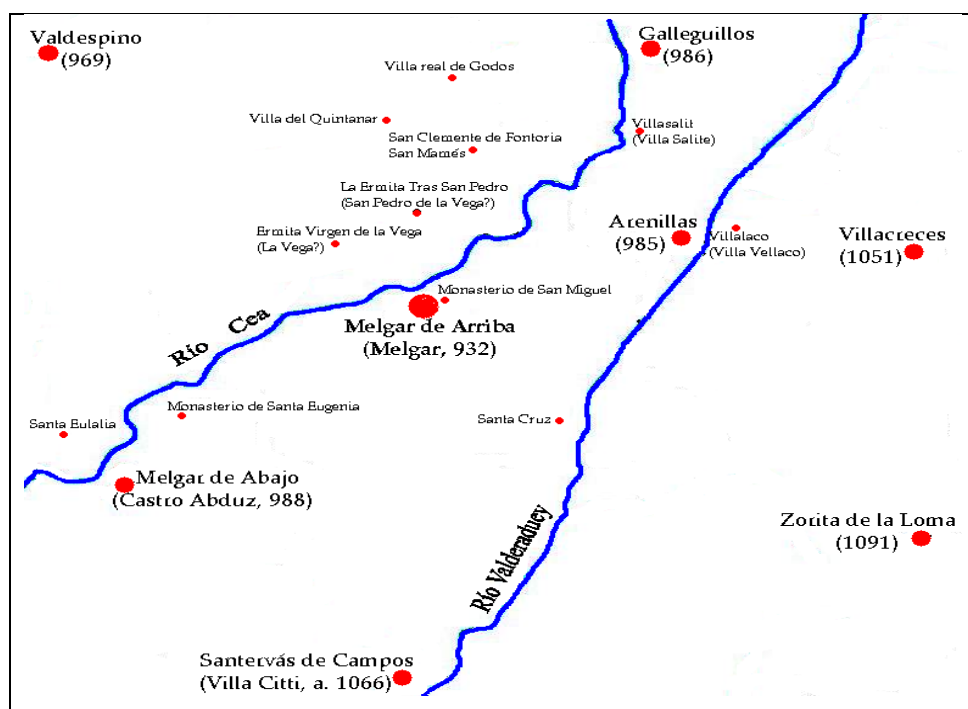 Valdespino
(969)
Galleguillos
(986)
Villa real de Godos
Villa del Quintanar
San Clemente de Fontoria
San Mamés
Villasalit
(Villa Salite)
La Ermita Tras San Pedro
(San Pedro de la Vega?)
Ermita Virgen de la Vega
(La Vega?)
Arenillas
(985)
Villalaco
(Villa Vellaco)
Villacreces
(1051)
Monasterio de San Miguel
Melgar de Arriba
(Melgar, 932)
Río Cea
Monasterio de Santa Eugenia
Santa Eulalia
Santa Cruz
Melgar de Abajo
(Castro Abduz, 988)
Río Valderaduey
Zorita de la Loma
(1091)
Santervás de Campos
(Villa Citti, a. 1066)